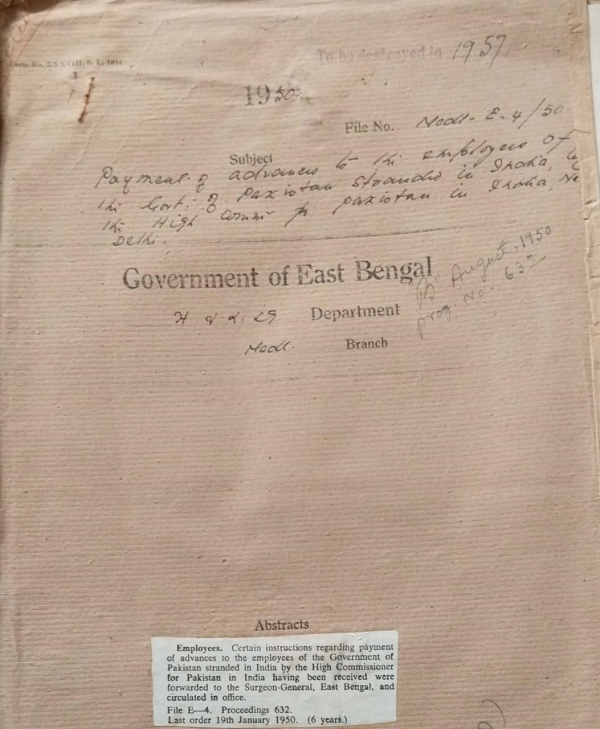 To be destroyed in 1957
1950
File No. Medl- E-4/50
Subject
Payment of advances to the employees of
the Govt: of Pakistan Stranded in India, by
the High Commr for Pakistan in India, Ne
Delhi.
Government of East Bengal
Department
B, August, 1950
prog. No. 632
Medl. Branch
Abstracts
Employees. Certain instructions regarding payment
of advances to the employees of the Government of
Pakistan stranded in India by the High Commissioner
for Pakistan in India having been received were
forwarded to the Surgeon-General, East Bengal, and
circulated in office.
File E—4. Proceedings 632.
Last order 19th January 1950. (6 years.)